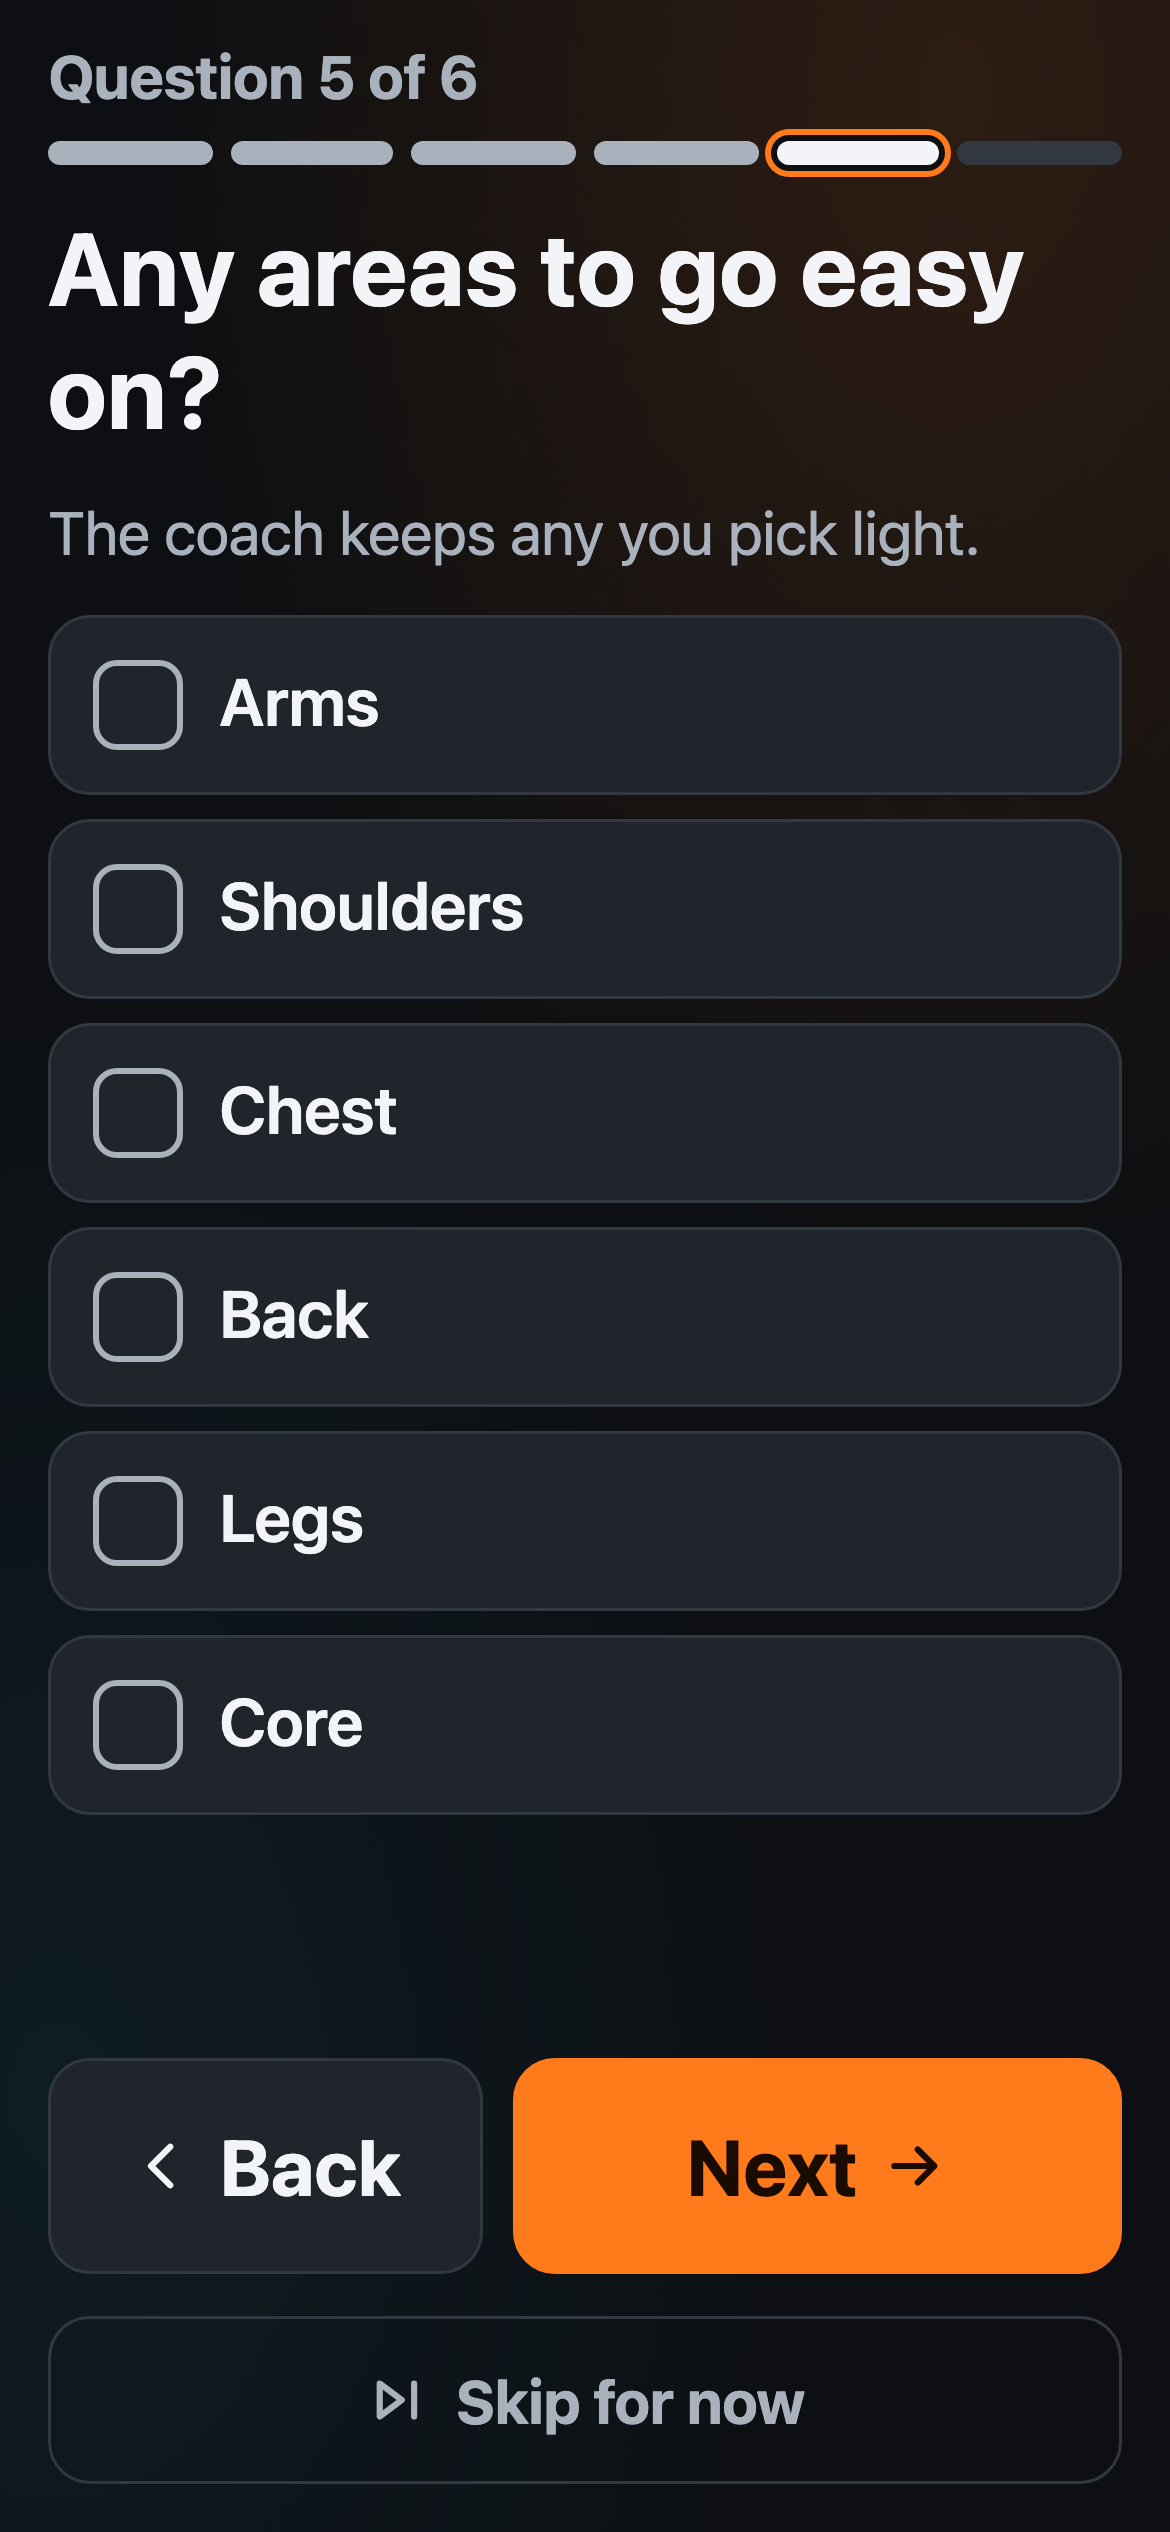 Question 5 of 6
Any areas to go easy
on?
The coach keeps any you pick light.
Arms
Shoulders
Chest
Back
Legs
Core
Back
Next
Skip for now